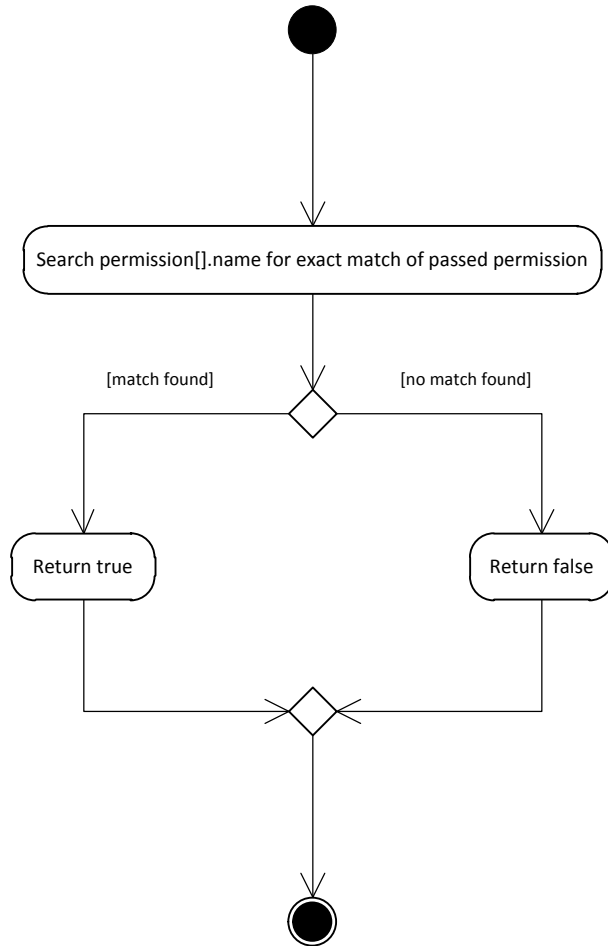 Search permission[].name for exact match of passed permission
[match found]
[no match found]
Return true
Return false